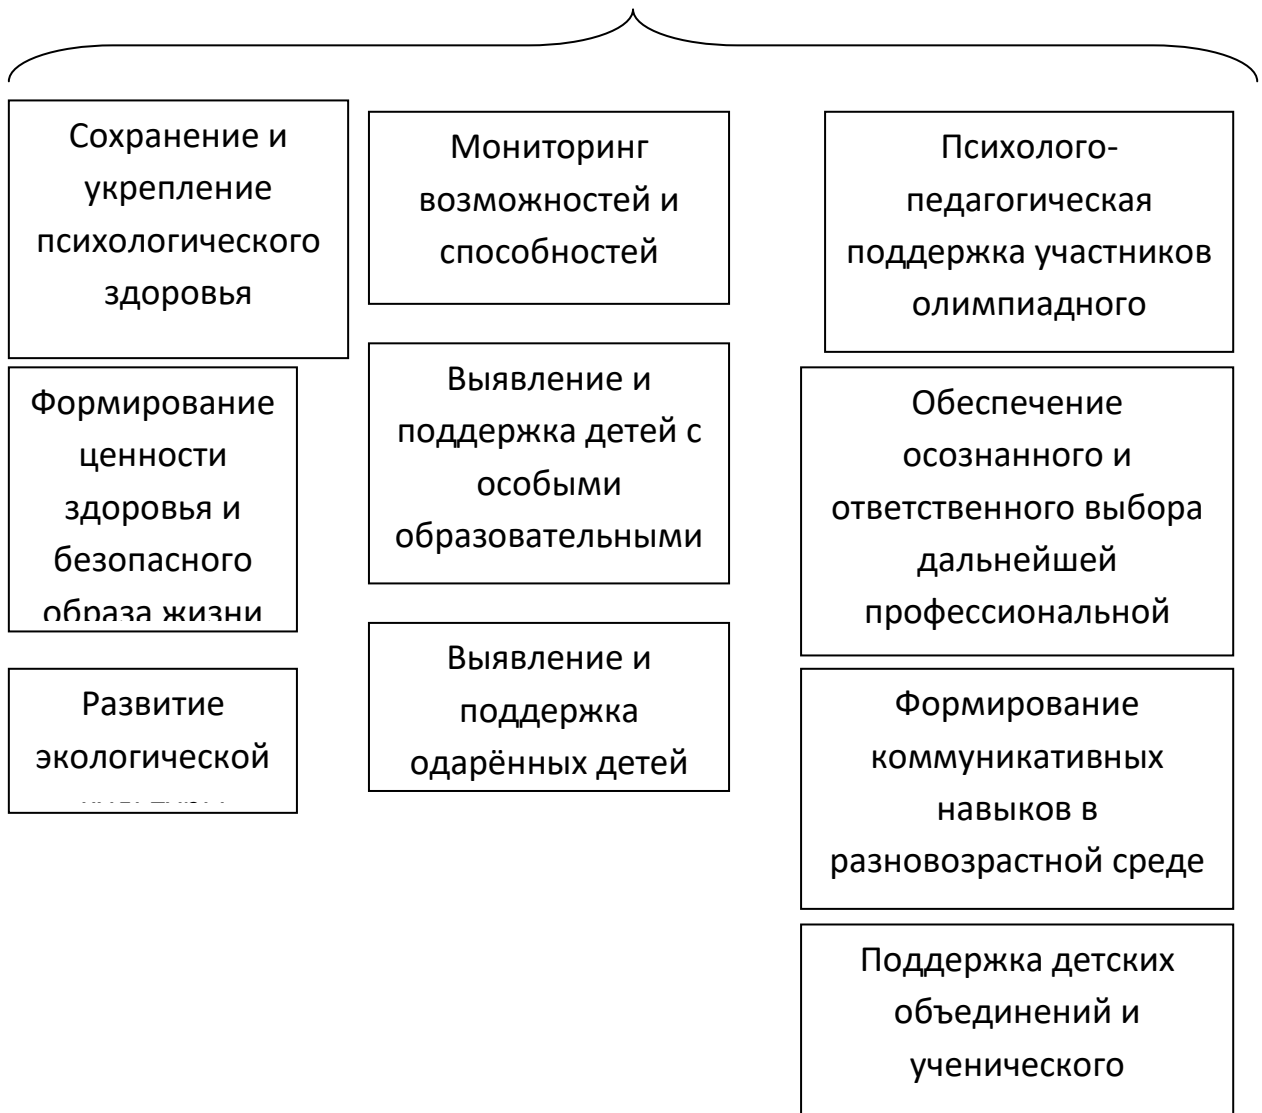 Сохранение и
укрепление
психологического
здоровья
Формирование
ценности
здоровья и
безопасного
образа жизни
Развитие
экологической
Мониторинг
возможностей и
способностей
Выявление и
поддержка детей с
особыми
образовательными
Выявление и
поддержка
одарённых детей
Психолого-
педагогическая
поддержка участников
олимпиадного
Обеспечение
осознанного и
ответственного выбора
дальнейшей
профессиональной
Формирование
коммуникативных
навыков в
разновозрастной среде
Поддержка детских
объединений и
ученического